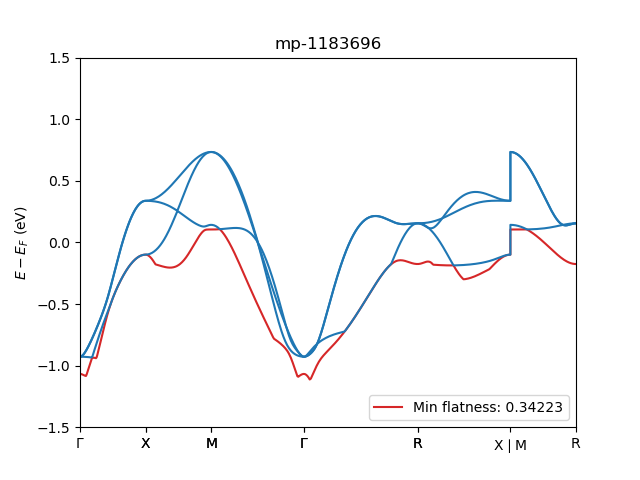 mp-1183696
1.5
1.0
0.5
0.0
−0.5
−1.0
−1.5
E − E_F (eV)
Min flatness: 0.34223
Γ X M Γ R X | M R